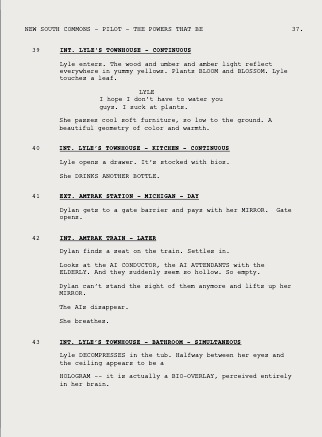 NEW SOUTH COMMONS - PILOT - THE POWERS THAT BE 37.
39 INT. LYLE'S TOWNHOUSE - CONTINUOUS
Lyle enters. The wood and umber and amber light reflect
everywhere in yummy yellows. Plants BLOOM and BLOSSOM. Lyle
touches a leaf.
LYLE
I hope I don't have to water you
guys. I suck at plants.
She passes cool soft furniture, so low to the ground. A
beautiful geometry of color and warmth.
40 INT. LYLE'S TOWNHOUSE - KITCHEN - CONTINUOUS
Lyle opens a drawer. It's stocked with bios.
She DRINKS ANOTHER BOTTLE.
41 EXT. AMTRAK STATION - MICHIGAN - DAY
Dylan gets to a gate barrier and pays with her MIRROR. Gate
opens.
42 INT. AMTRAK TRAIN - LATER
Dylan finds a seat on the train. Settles in.
Looks at the AI CONDUCTOR, the AI ATTENDANTS with the
ELDERLY. And they suddenly seem so hollow. So empty.
Dylan can't stand the sight of them anymore and lifts up her
MIRROR.
The AIs disappear.
She breathes.
43 INT. LYLE'S TOWNHOUSE - BATHROOM - SIMULTANEOUS
Lyle DECOMPRESSES in the tub. Halfway between her eyes and
the ceiling appears to be a
HOLOGRAM -- it is actually a BIO-OVERLAY, perceived entirely
in her brain.